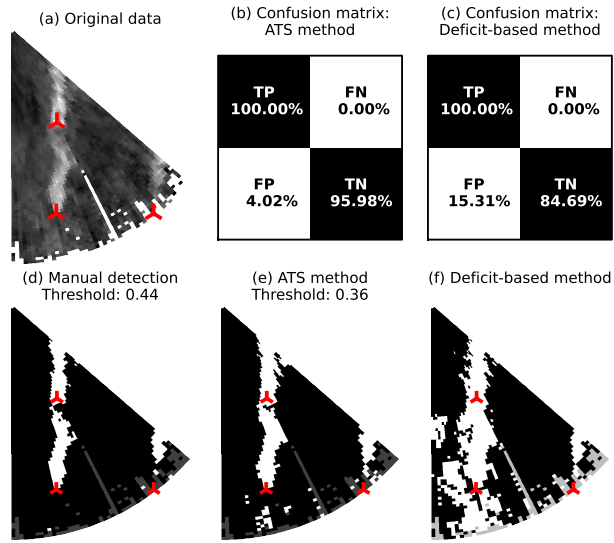 (a) Original data
(b) Confusion matrix:
ATS method
(c) Confusion matrix:
Deficit-based method
TP
100.00%
FN
0.00%
FP
4.02%
TN
95.98%
TP
100.00%
FN
0.00%
FP
15.31%
TN
84.69%
(d) Manual detection
Threshold: 0.44
(e) ATS method
Threshold: 0.36
(f) Deficit-based method